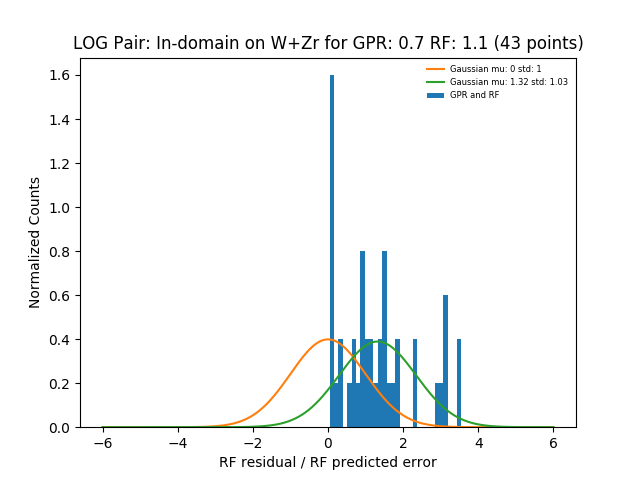 LOG Pair: In-domain on W+Zr for GPR: 0.7 RF: 1.1 (43 points)
Gaussian mu: 0 std: 1
Gaussian mu: 1.32 std: 1.03
GPR and RF
Normalized Counts
1.6
1.4
1.2
1.0
0.8
0.6
0.4
0.2
0.0
−6 −4 −2 0 2 4 6
RF residual / RF predicted error